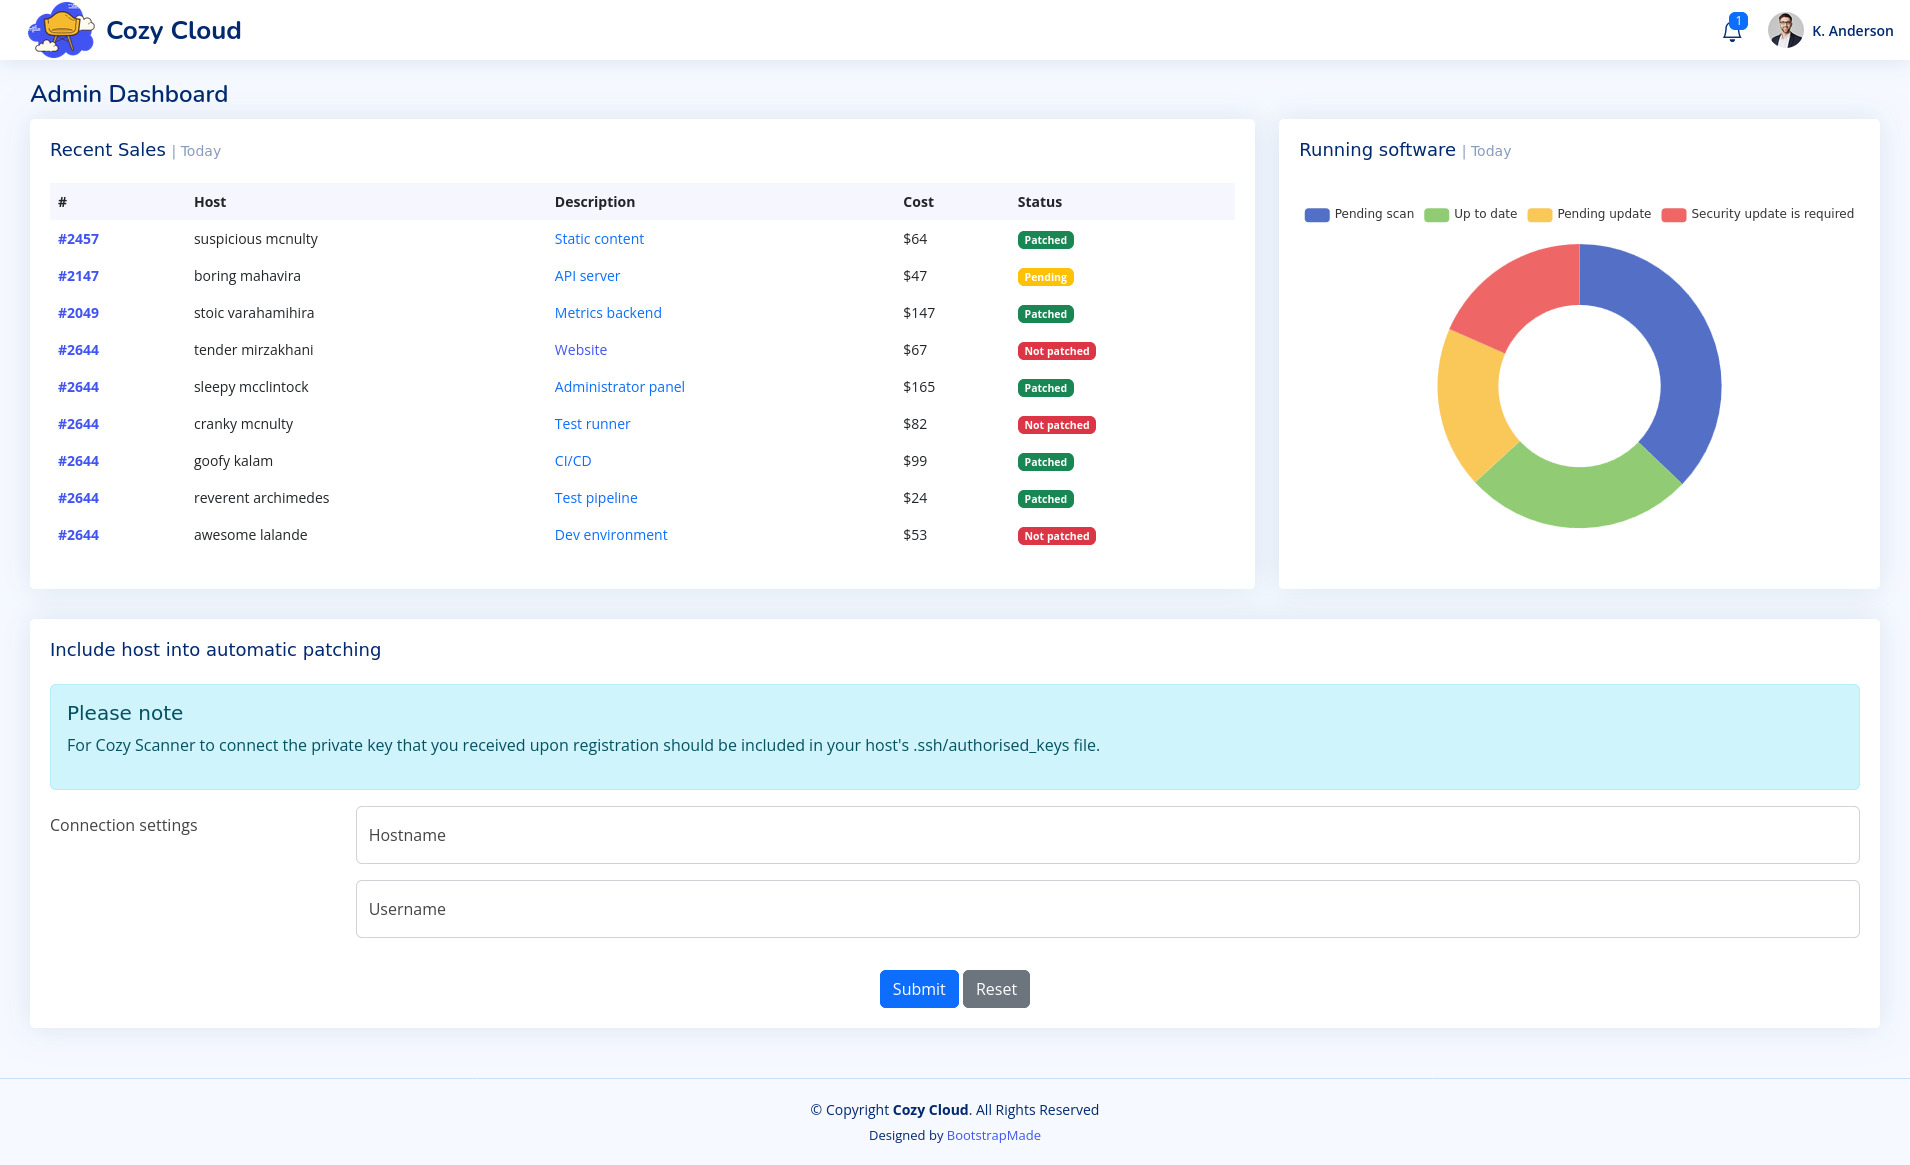 Cozy Cloud
1
K. Anderson
Admin Dashboard
Recent Sales | Today
# Host Description Cost Status
#2457 suspicious mcnulty Static content $64 Patched
#2147 boring mahavira API server $47 Pending
#2049 stoic varahamihira Metrics backend $147 Patched
#2644 tender mirzakhani Website $67 Not patched
#2644 sleepy mcclintock Administrator panel $165 Patched
#2644 cranky mcnulty Test runner $82 Not patched
#2644 goofy kalam CI/CD $99 Patched
#2644 reverent archimedes Test pipeline $24 Patched
#2644 awesome lalande Dev environment $53 Not patched
Running software | Today
Pending scan Up to date Pending update Security update is required
Include host into automatic patching
Please note
For Cozy Scanner to connect the private key that you received upon registration should be included in your host's .ssh/authorised_keys file.
Connection settings
Hostname
Username
Submit Reset
© Copyright Cozy Cloud. All Rights Reserved
Designed by BootstrapMade